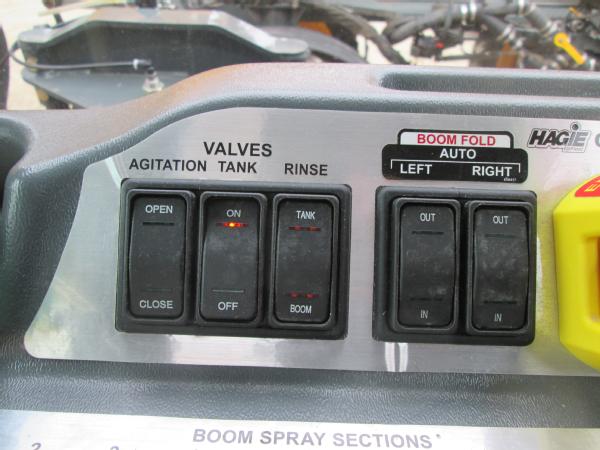 VALVES
AGITATION TANK RINSE
OPEN
CLOSE
ON
OFF
TANK
BOOM
BOOM FOLD
AUTO
LEFT RIGHT
OUT
IN
OUT
IN
HAGIE
BOOM SPRAY SECTIONS